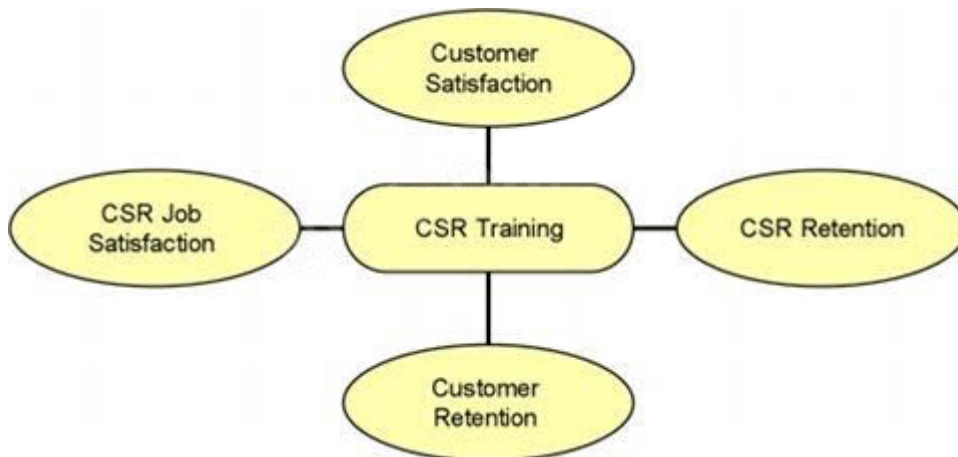 Customer
Satisfaction
CSR Job
Satisfaction
CSR Training
CSR Retention
Customer
Retention